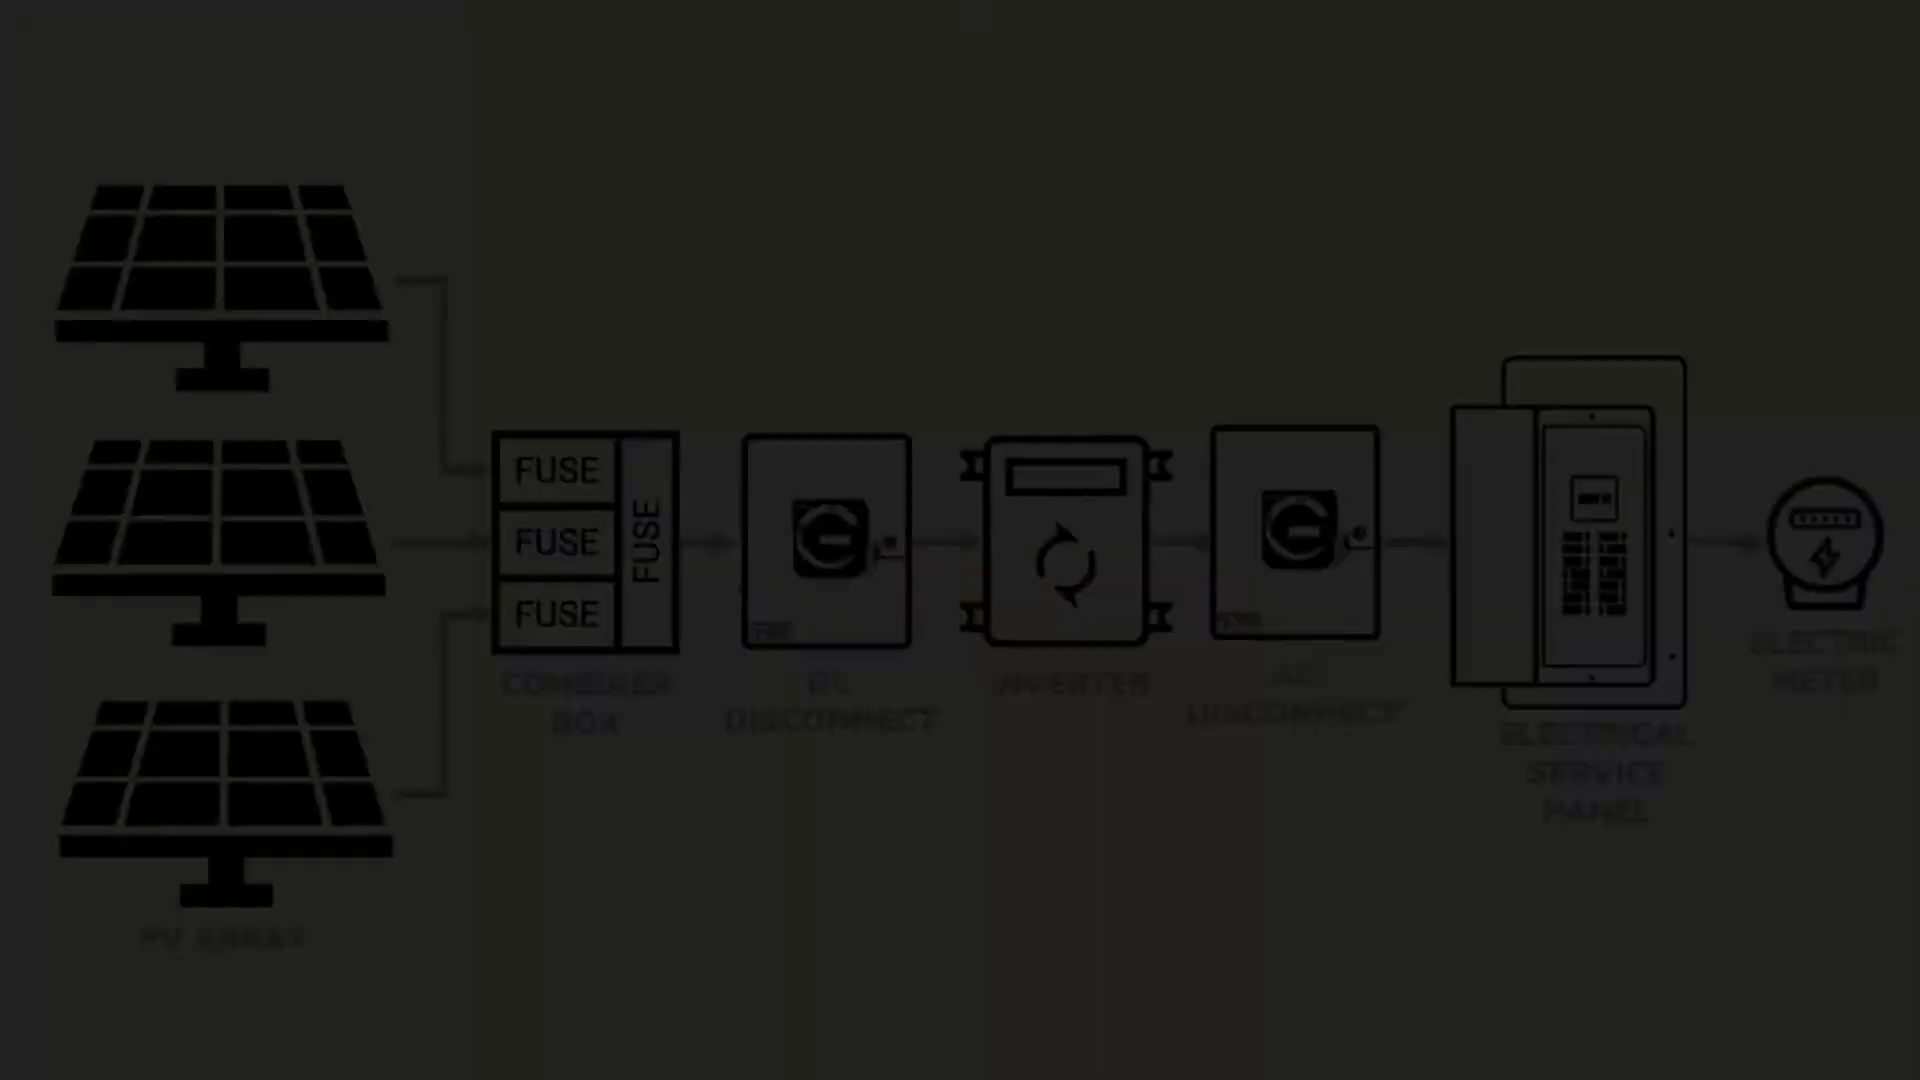 FUSE
FUSE
FUSE
FUSE
COMBINER
BOX
DC
DISCONNECT
INVERTER
AC
DISCONNECT
ELECTRICAL
SERVICE
PANEL
ELECTRIC
METER
PV ARRAY